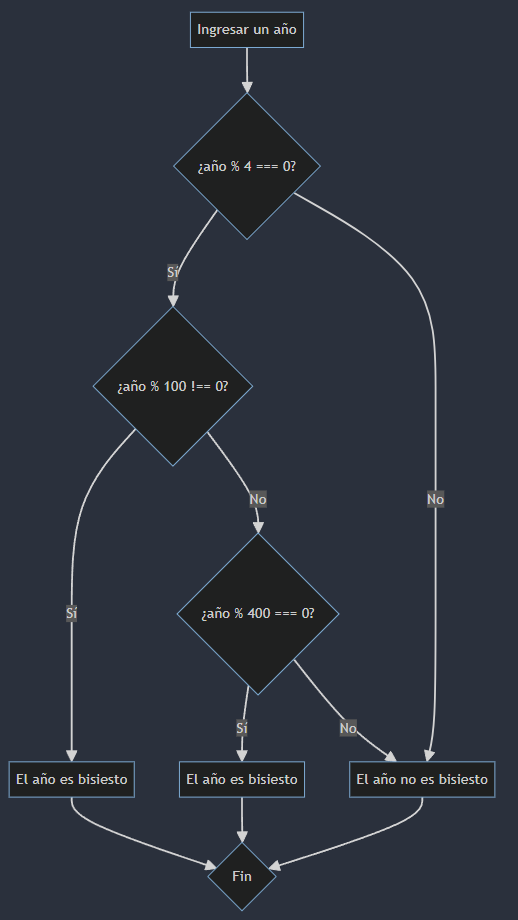 Ingresar un año
¿año % 4 === 0?
Sí
¿año % 100 !== 0?
No
No
¿año % 400 === 0?
Sí
Sí
No
El año es bisiesto
El año es bisiesto
El año no es bisiesto
Fin